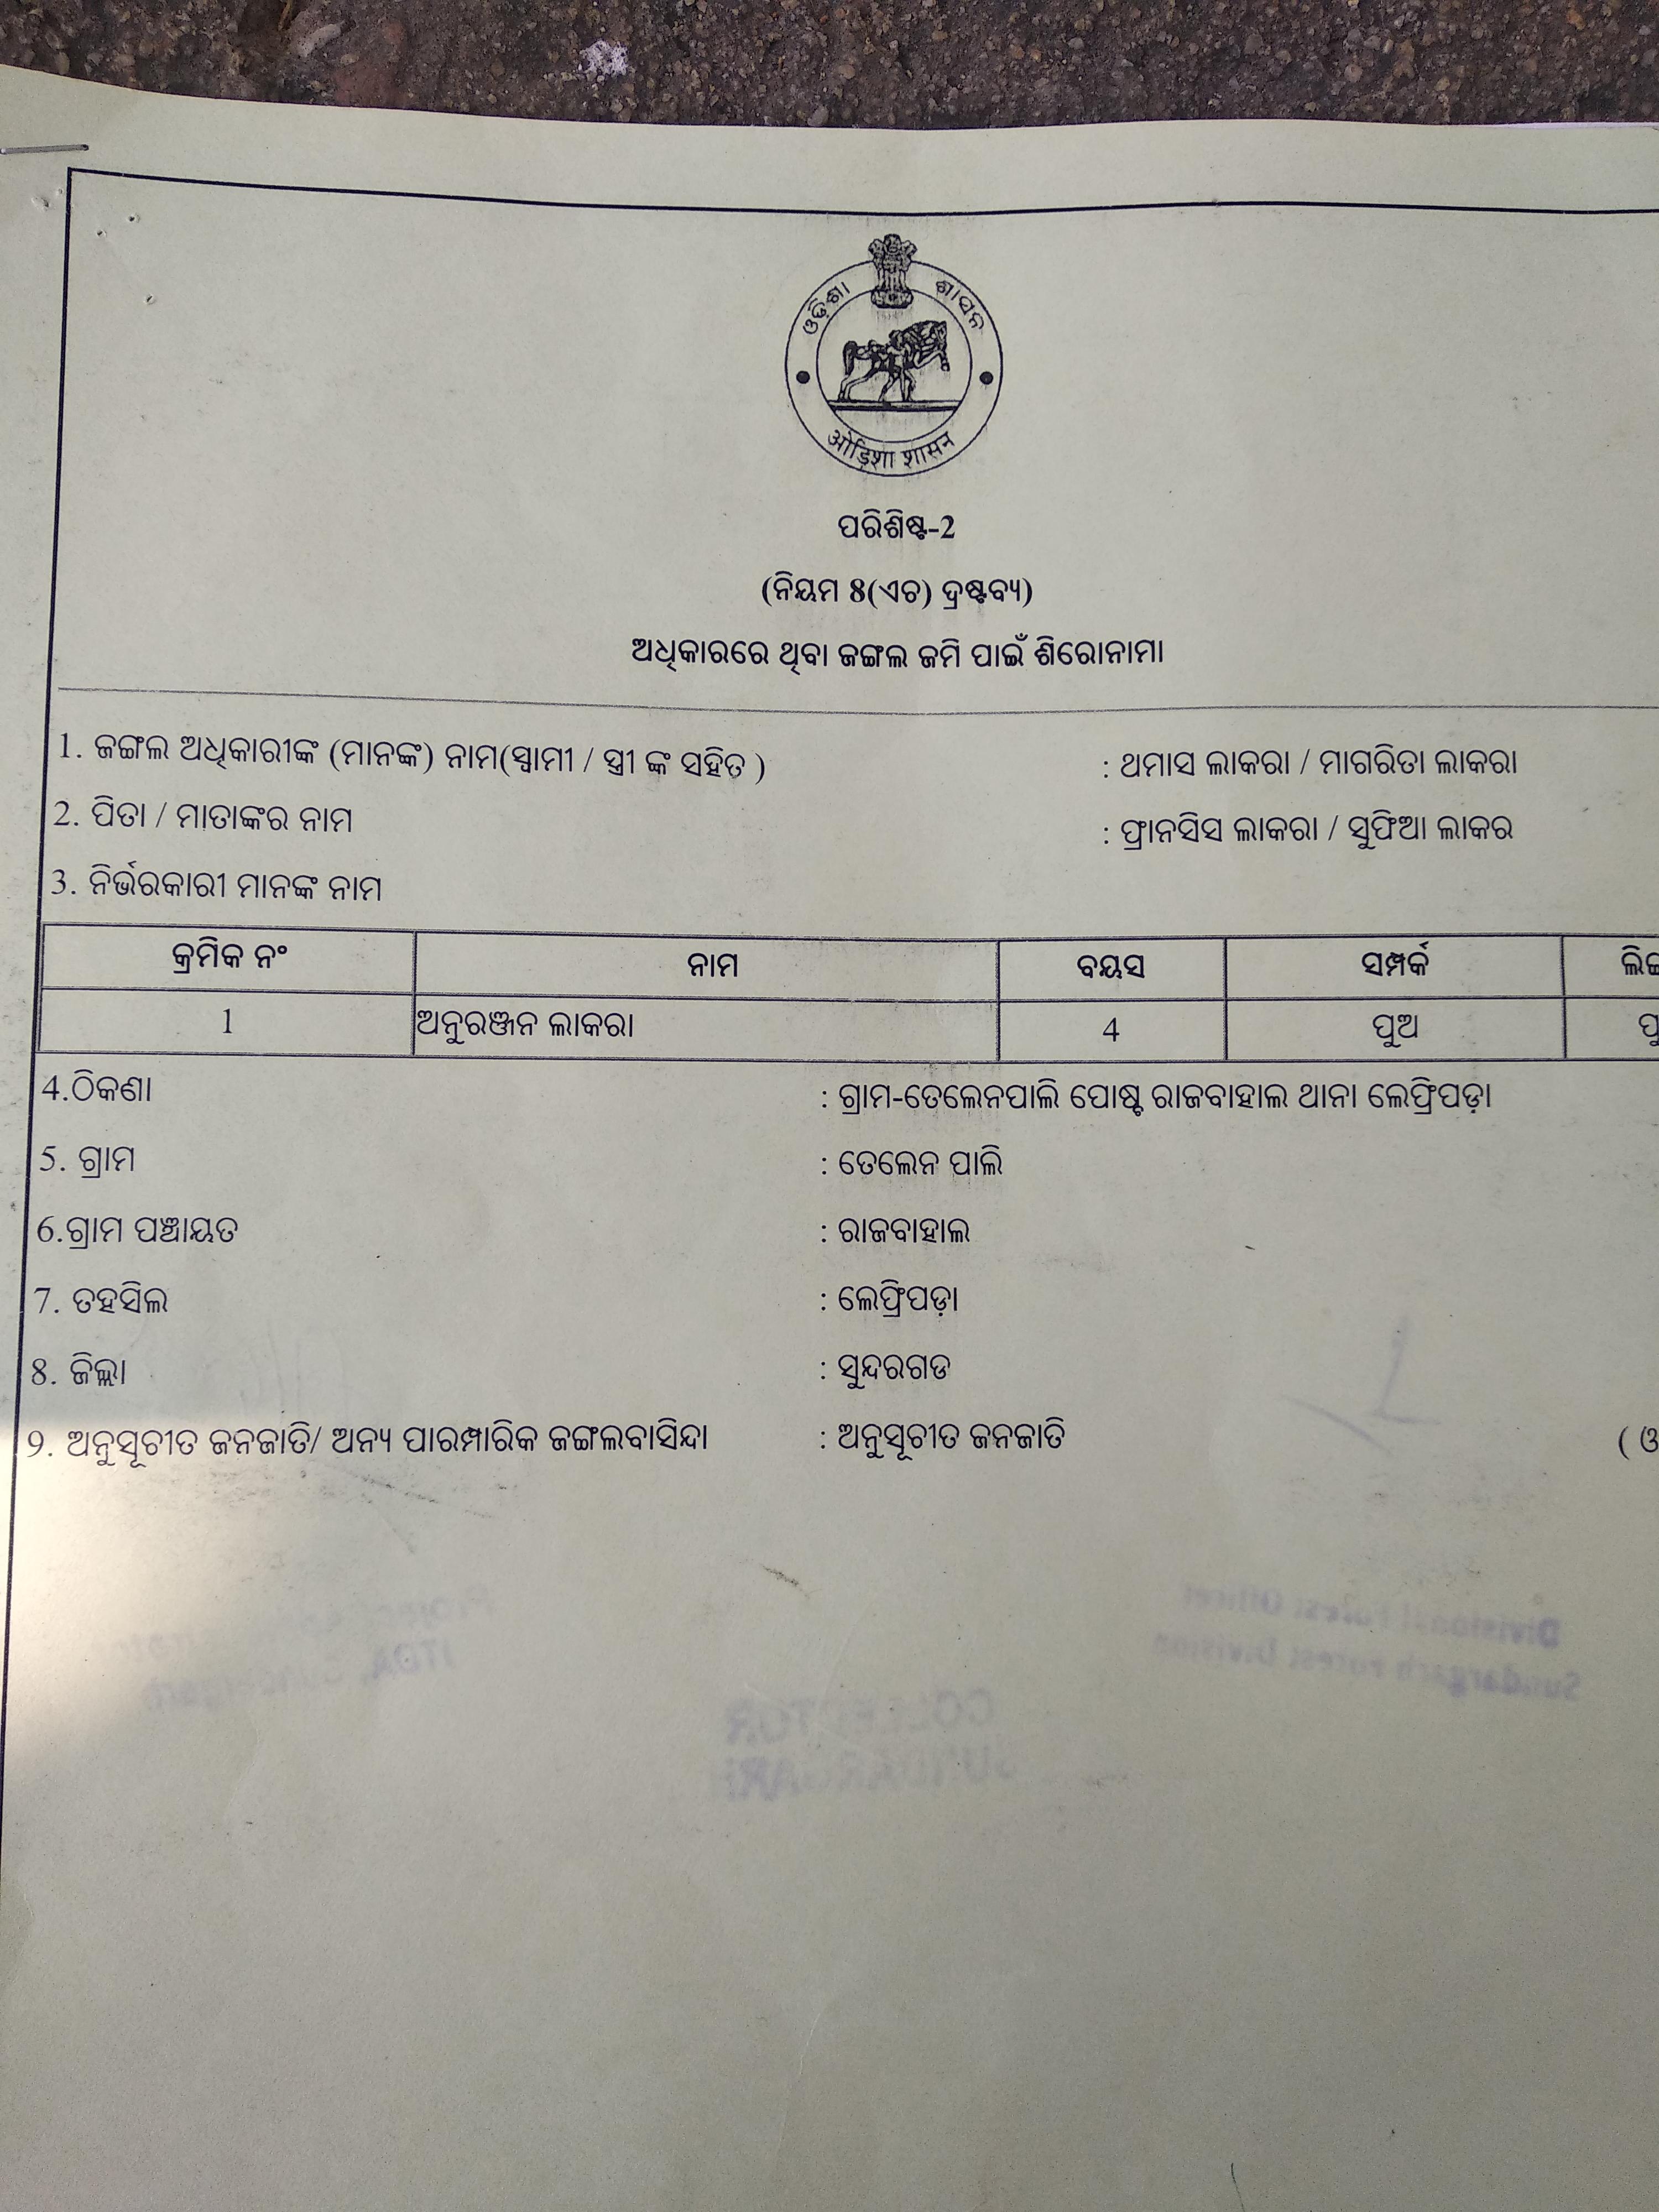 ଓଡ଼ିଶା ଶାସନ
ओड़िशा शासन
ପରିଶିଷ୍ଟ-2
(ନିୟମ 8(ଏଚ) ଦ୍ରଷ୍ଟବ୍ୟ)
ଅଧିକାରରେ ଥିବା ଜଙ୍ଗଲ ଜମି ପାଇଁ ଶିରୋନାମା
1. ଜଙ୍ଗଲ ଅଧିକାରୀଙ୍କ (ମାନଙ୍କ) ନାମ(ସ୍ଵାମୀ / ସ୍ତ୍ରୀ ଙ୍କ ସହିତ ) : ଥମାସ ଲାକରା / ମାଗରିତା ଲାକରା
2. ପିତା / ମାତାଙ୍କର ନାମ : ଫ୍ରାନସିସ ଲାକରା / ସୁଫିଆ ଲାକର
3. ନିର୍ଭରକାରୀ ମାନଙ୍କ ନାମ
କ୍ରମିକ ନଂ ନାମ ବୟସ ସମ୍ପର୍କ
1 ଅନୁରଞ୍ଜନ ଲାକରା 4 ପୁଅ
4.ଠିକଣା : ଗ୍ରାମ-ତେଲେନପାଲି ପୋଷ୍ଟ ରାଜବାହାଲ ଥାନା ଲେଫ୍ରିପଡ଼ା
5. ଗ୍ରାମ : ତେଲେନ ପାଲି
6.ଗ୍ରାମ ପଞ୍ଚାୟତ : ରାଜବାହାଲ
7. ତହସିଲ : ଲେଫ୍ରିପଡ଼ା
8. ଜିଲ୍ଲା : ସୁନ୍ଦରଗଡ
୨. ଅନୁସୂଚୀତ ଜନଜାତି/ ଅନ୍ୟ ପାରମ୍ପାରିକ ଜଙ୍ଗଲବାସିନ୍ଦା : ଅନୁସୂଚୀତ ଜନଜାତି